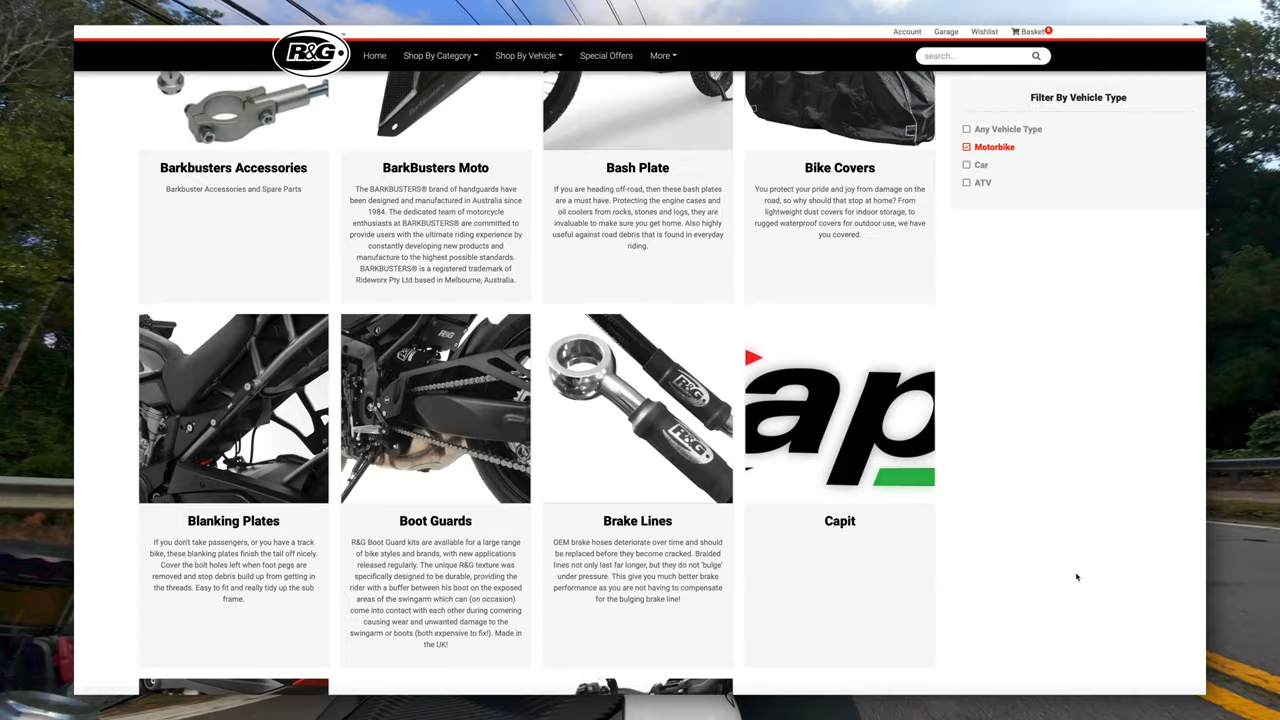 Account Garage Wishlist Basket 0
R&G
Home Shop By Category Shop By Vehicle Special Offers More search...
Filter By Vehicle Type
Any Vehicle Type
Motorbike
Car
ATV
Barkbusters Accessories
Barkbuster Accessories and Spare Parts
BarkBusters Moto
The BARKBUSTERS® brand of handguards have
been designed and manufactured in Australia since
1984. The dedicated team of motorcycle
enthusiasts at BARKBUSTERS® are committed to
provide users with the ultimate riding experience by
constantly developing new products and
manufacture to the highest possible standards.
BARKBUSTERS® is a registered trademark of
Rideworx Pty Ltd based in Melbourne, Australia.
Bash Plate
If you are heading off-road, then these bash plates
are a must have. Protecting the engine cases and
oil coolers from rocks, stones and logs, they are
invaluable to make sure you get home. Also highly
useful against road debris that is found in everyday
riding.
Bike Covers
You protect your pride and joy from damage on the
road, so why should that stop at home? From
lightweight dust covers for indoor storage, to
rugged waterproof covers for outdoor use, we have
you covered.
R&G
R&G
R&G
ap
Blanking Plates
If you don't take passengers, or you have a track
bike, these blanking plates finish the tail off nicely.
Cover the bolt holes left when foot pegs are
removed and stop debris build up from getting in
the threads. Easy to fit and really tidy up the sub
frame.
Boot Guards
R&G Boot Guard kits are available for a large range
of bike styles and brands, with new applications
released regularly. The unique R&G texture was
specifically designed to be durable, providing the
rider with a buffer between his boot on the exposed
areas of the swingarm which can (on occasion)
come into contact with each other during cornering
causing wear and unwanted damage to the
swingarm or boots (both expensive to fix!). Made in
the UK!
Brake Lines
OEM brake hoses deteriorate over time and should
be replaced before they become cracked. Braided
lines not only last far longer, but they do not 'bulge'
under pressure. This give you much better brake
performance as you are not having to compensate
for the bulging brake line!
Capit